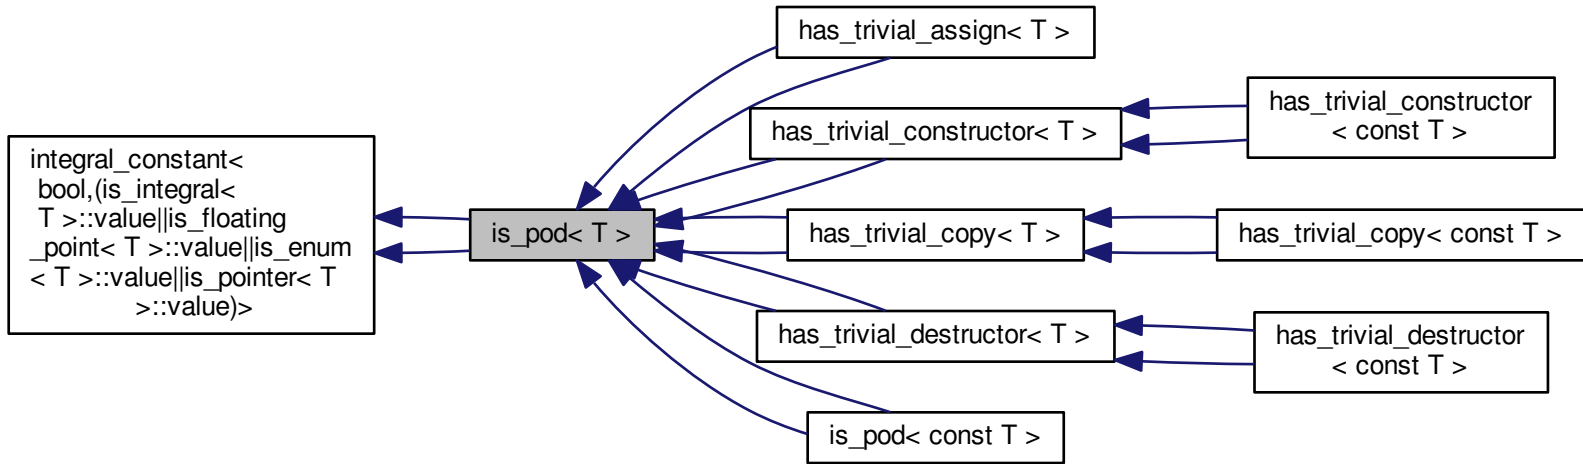 integral_constant<
bool,(is_integral<
T >::value||is_floating
_point< T >::value||is_enum
< T >::value||is_pointer< T
>::value)>
is_pod< T >
has_trivial_assign< T >
has_trivial_constructor< T >
has_trivial_copy< T >
has_trivial_destructor< T >
is_pod< const T >
has_trivial_constructor
< const T >
has_trivial_copy< const T >
has_trivial_destructor
< const T >